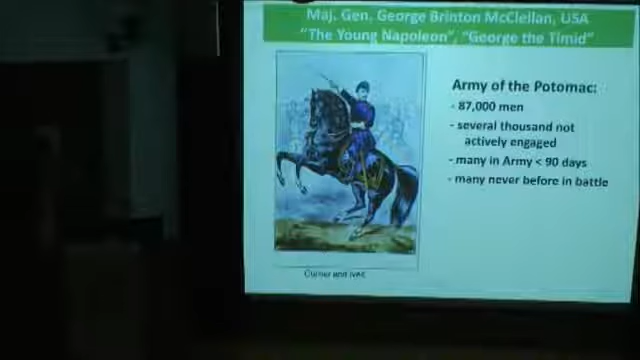 Maj. Gen. George Brinton McClellan, USA
"The Young Napoleon", "George the Timid"
Army of the Potomac:
- 87,000 men
- several thousand not
actively engaged
- many in Army < 90 days
- many never before in battle
Currier and Ives